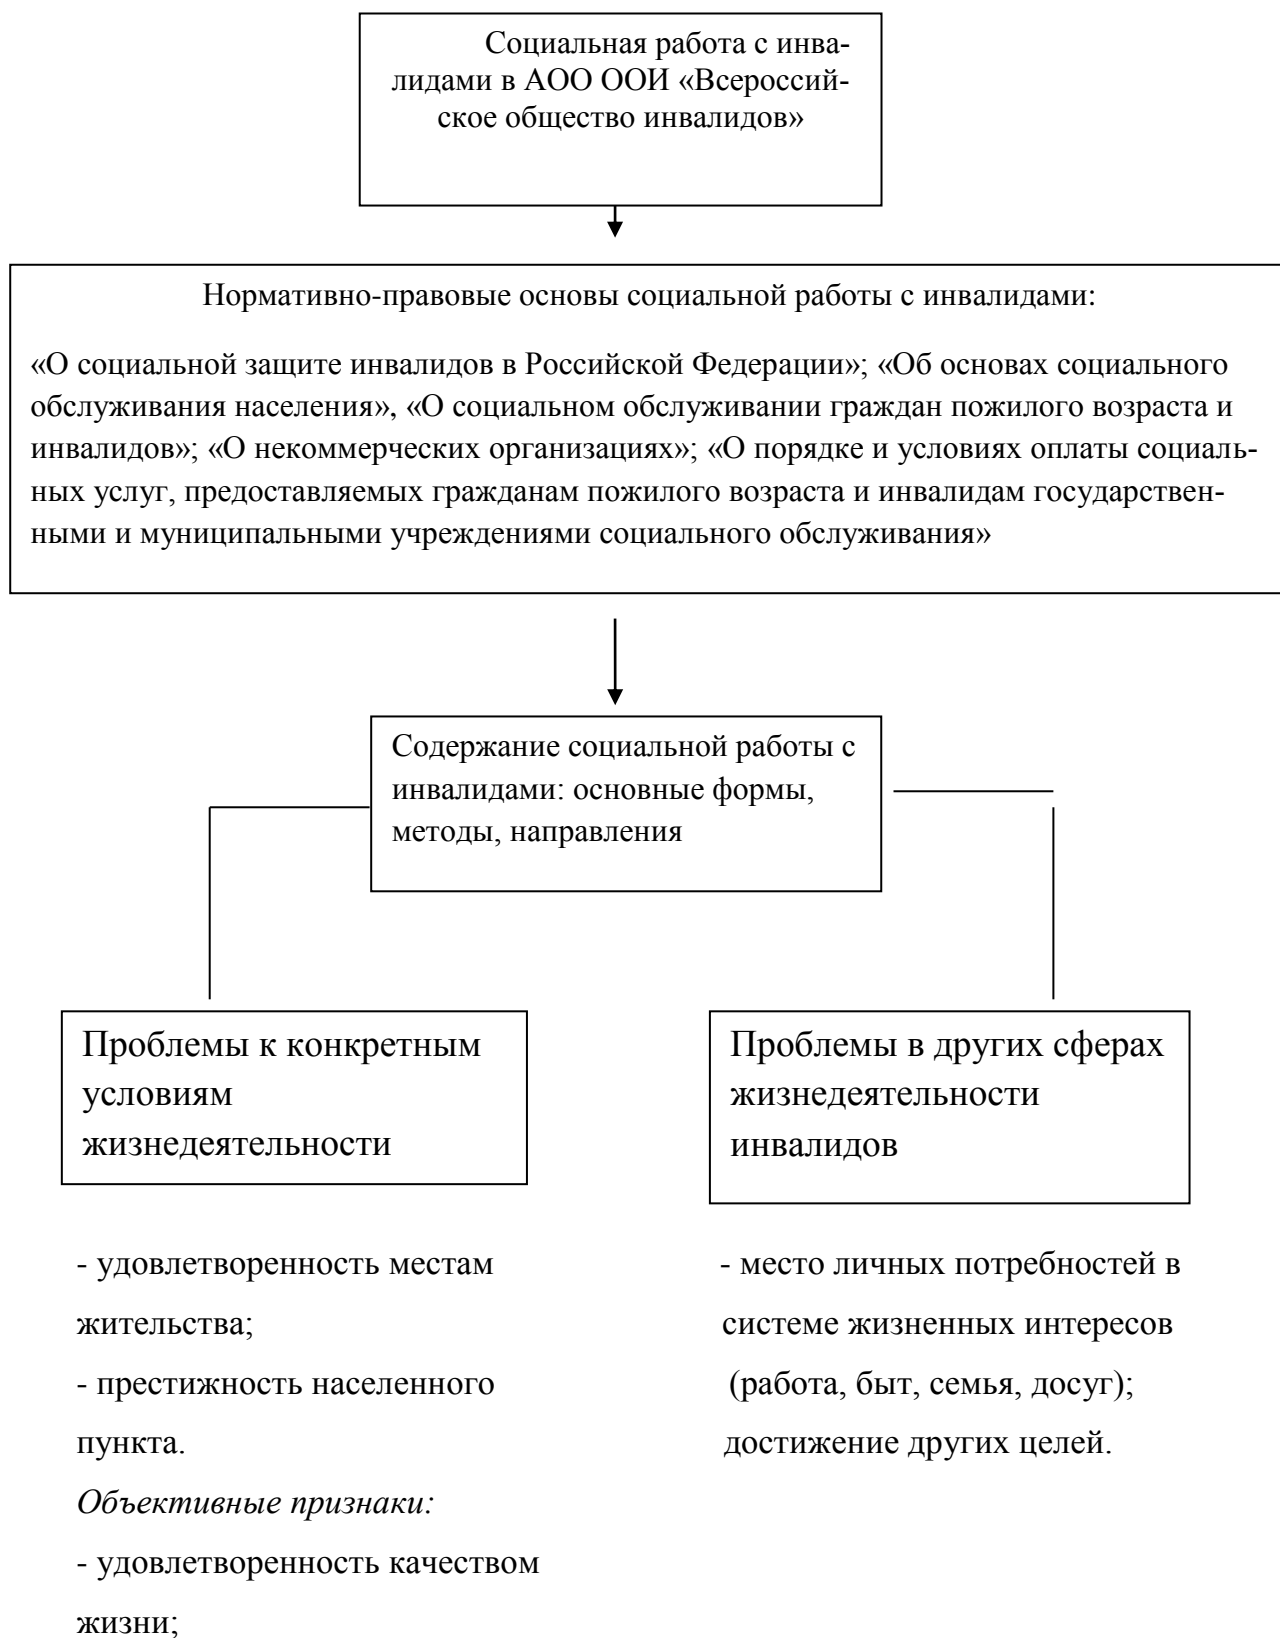 Социальная работа с инва-
лидами в АОО ООИ «Всероссий-
ское общество инвалидов»
Нормативно-правовые основы социальной работы с инвалидами:
«О социальной защите инвалидов в Российской Федерации»; «Об основах социального
обслуживания населения», «О социальном обслуживании граждан пожилого возраста и
инвалидов»; «О некоммерческих организациях»; «О порядке и условиях оплаты социаль-
ных услуг, предоставляемых гражданам пожилого возраста и инвалидам государствен-
ными и муниципальными учреждениями социального обслуживания»
Содержание социальной работы с
инвалидами: основные формы,
методы, направления
Проблемы к конкретным
условиям
жизнедеятельности
Проблемы в других сферах
жизнедеятельности
инвалидов
- удовлетворенность местам
жительства;
- престижность населенного
пункта.
Объективные признаки:
- удовлетворенность качеством
жизни;
- место личных потребностей в
системе жизненных интересов
(работа, быт, семья, досуг);
достижение других целей.